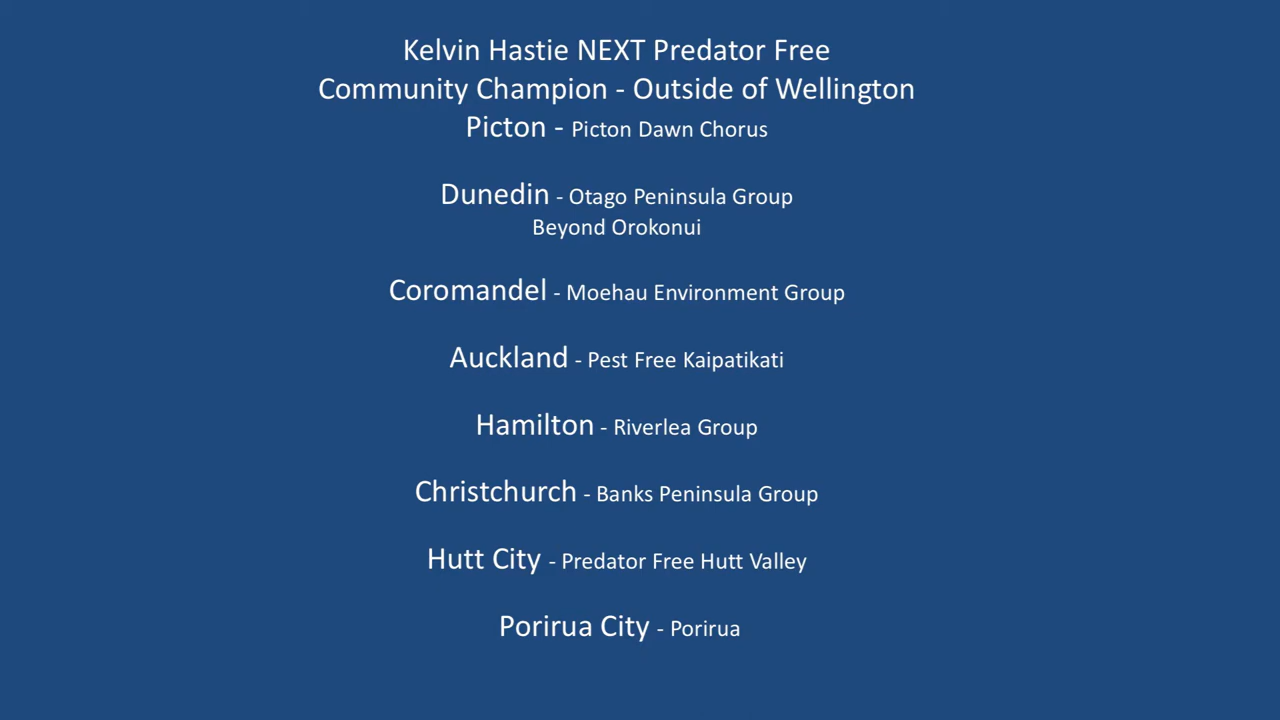 Kelvin Hastie NEXT Predator Free
Community Champion - Outside of Wellington
Picton - Picton Dawn Chorus
Dunedin - Otago Peninsula Group
Beyond Orokonui
Coromandel - Moehau Environment Group
Auckland - Pest Free Kaipatikati
Hamilton - Riverlea Group
Christchurch - Banks Peninsula Group
Hutt City - Predator Free Hutt Valley
Porirua City - Porirua